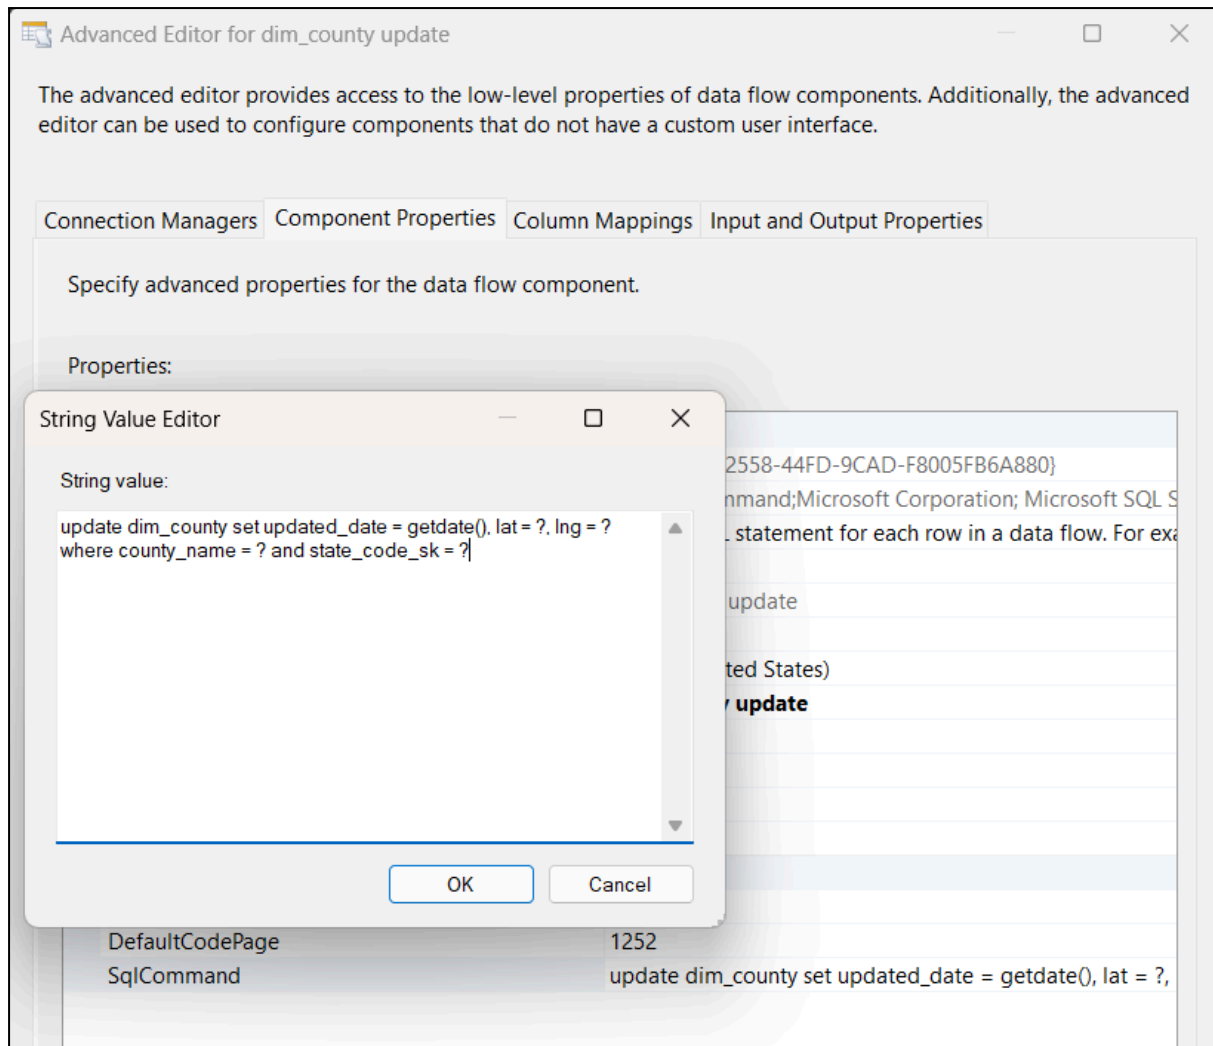 Advanced Editor for dim_county update
The advanced editor provides access to the low-level properties of data flow components. Additionally, the advanced
editor can be used to configure components that do not have a custom user interface.
Connection Managers Component Properties Column Mappings Input and Output Properties
Specify advanced properties for the data flow component.
Properties:
String Value Editor
String value:
update dim_county set updated_date = getdate(), lat = ?, lng = ?
where county_name = ? and state_code_sk = ?
OK Cancel
2558-44FD-9CAD-F8005FB6A880}
mmand;Microsoft Corporation; Microsoft SQL S
statement for each row in a data flow. For exa
update
ted States)
update
DefaultCodePage 1252
SqlCommand update dim_county set updated_date = getdate(), lat = ?,